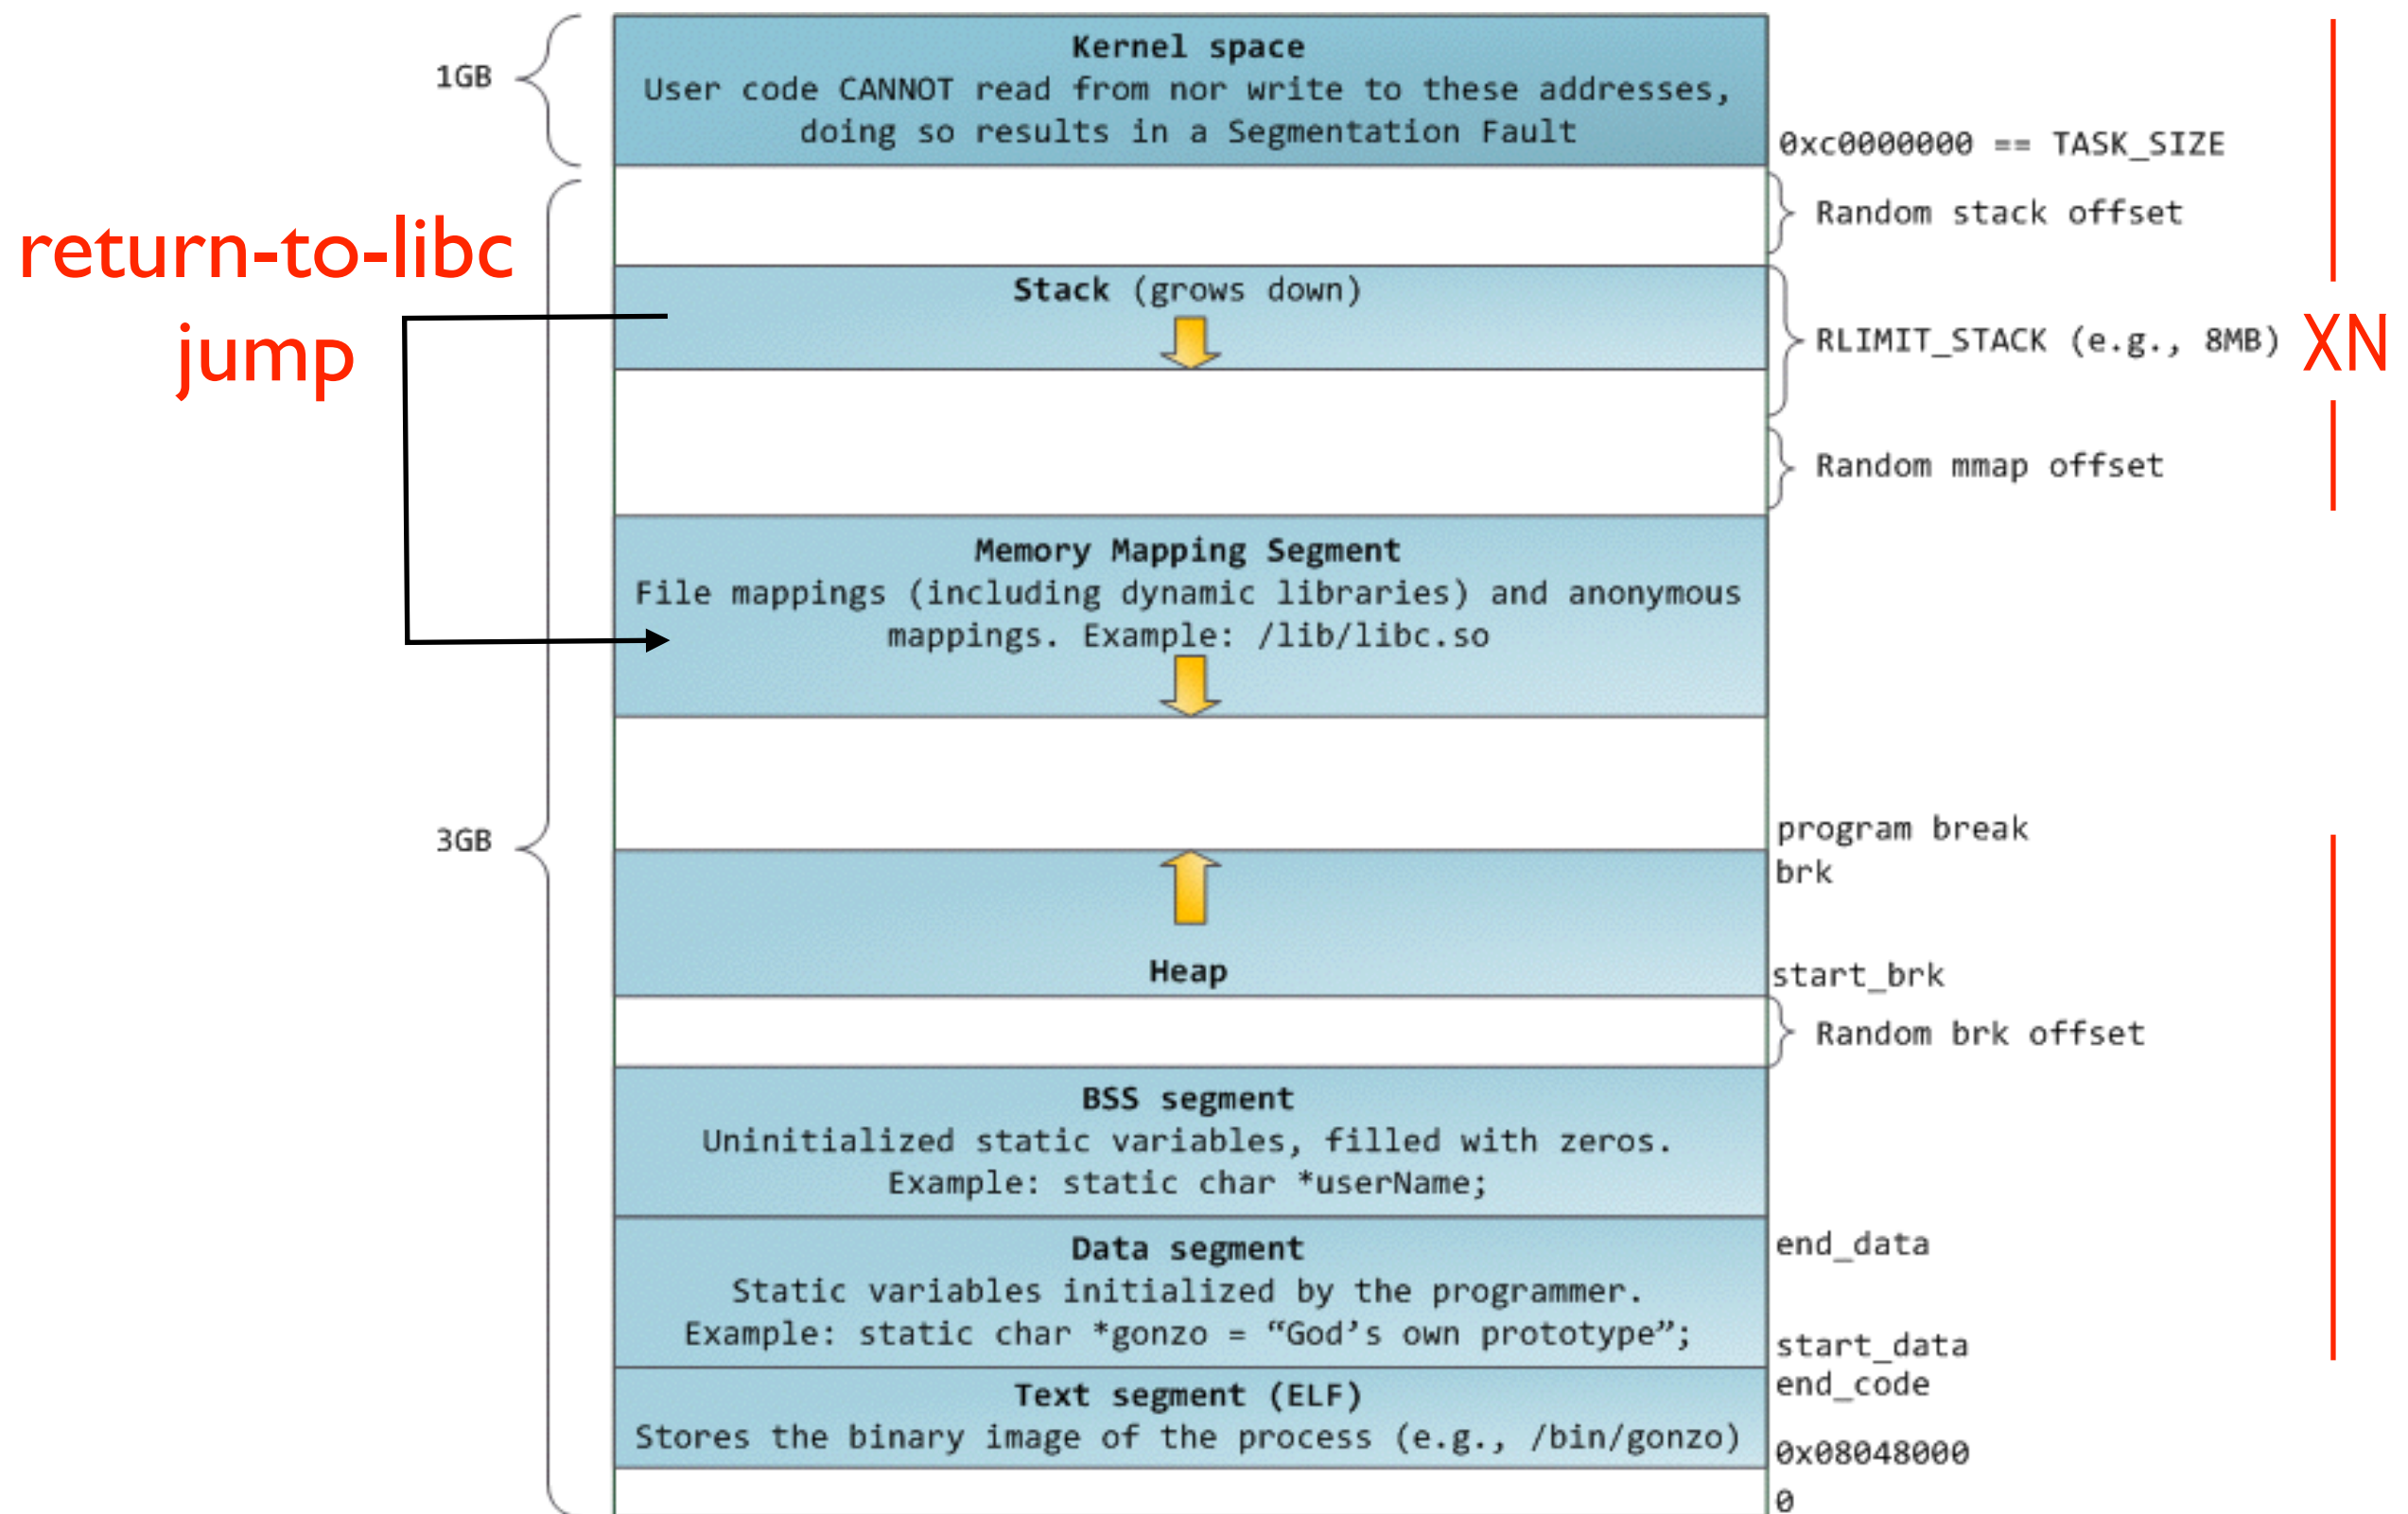 Kernel space
1GB
User code CANNOT read from nor write to these addresses,
doing so results in a Segmentation Fault
0xc0000000 == TASK_SIZE
Random stack offset
return-to-libc
jump
Stack (grows down)
RLIMIT_STACK (e.g., 8MB)
XN
Random mmap offset
Memory Mapping Segment
File mappings (including dynamic libraries) and anonymous
mappings. Example: /lib/libc.so
3GB
program break
brk
Heap
start_brk
Random brk offset
BSS segment
Uninitialized static variables, filled with zeros.
Example: static char *userName;
Data segment
end_data
Static variables initialized by the programmer.
Example: static char *gonzo = “God’s own prototype”;
start_data
Text segment (ELF)
end_code
Stores the binary image of the process (e.g., /bin/gonzo)
0x08048000
0